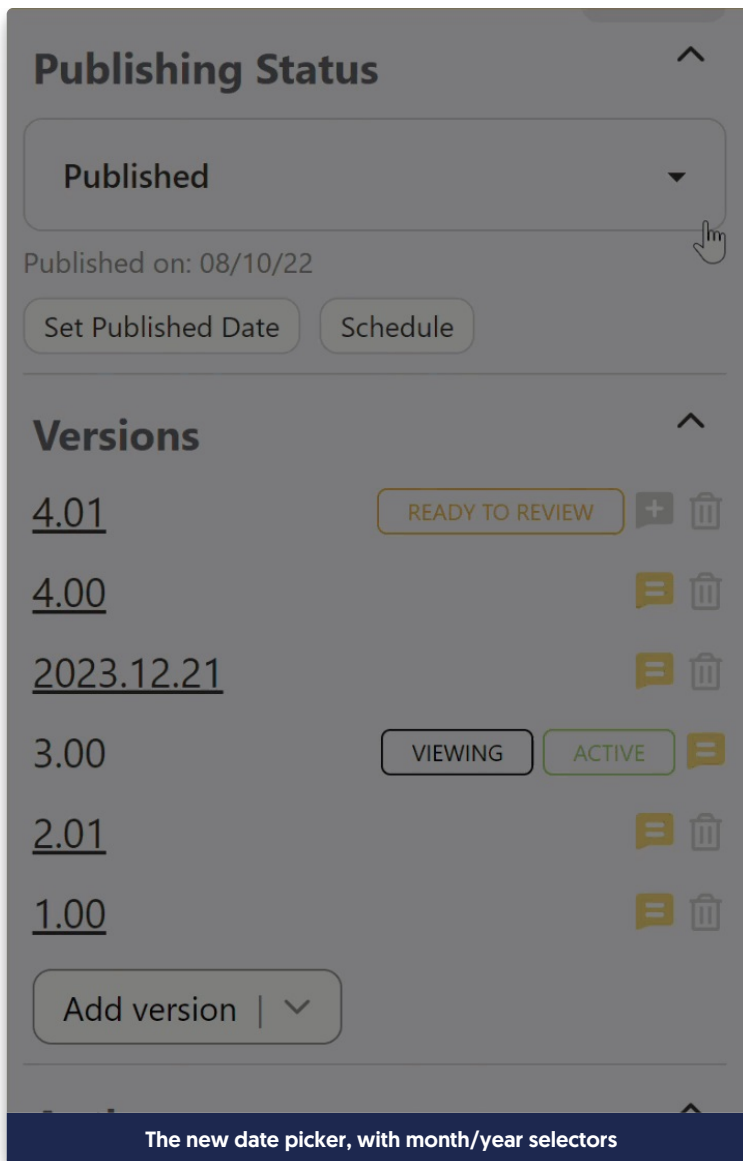 Publishing Status
Published
Published on: 08/10/22
Set Published Date Schedule
Versions
4.01 READY TO REVIEW
4.00
2023.12.21
3.00 VIEWING ACTIVE
2.01
1.00
Add version
The new date picker, with month/year selectors